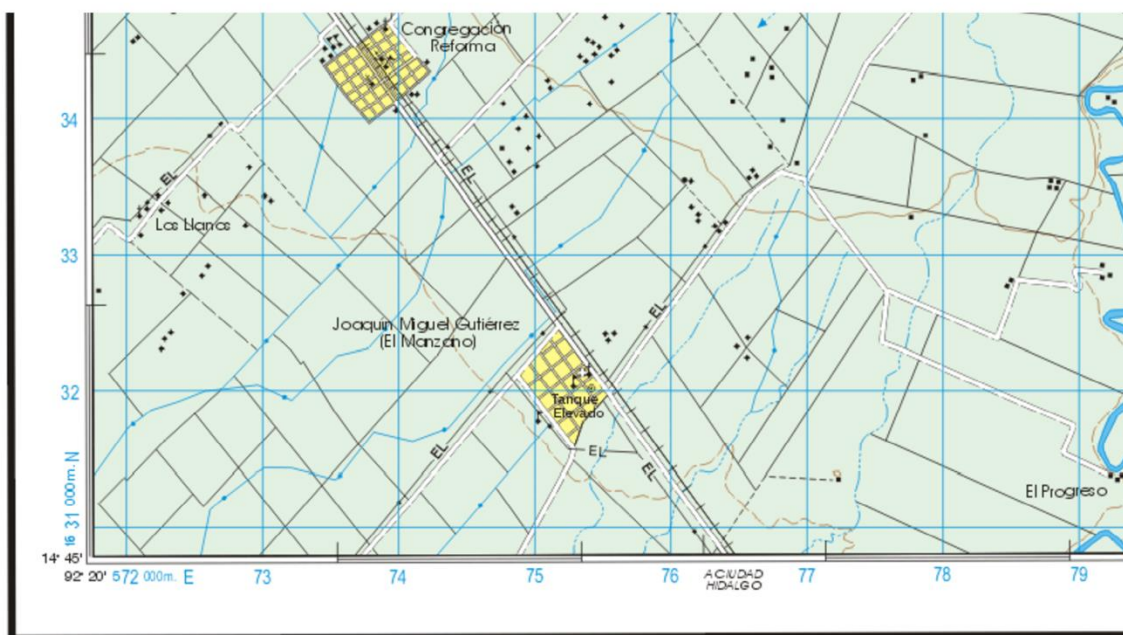 Congregación
Reforma
34
EL
EL
Los Llanos
33
EL
Joaquín Miguel Gutiérrez
(El Manzano)
32
Tanque
Elevado
EL
EL
EL
El Progreso
16 31 000m. N
14° 45'
92° 20' 572 000m. E 73 74 75 76 A CIUDAD HIDALGO 77 78 79